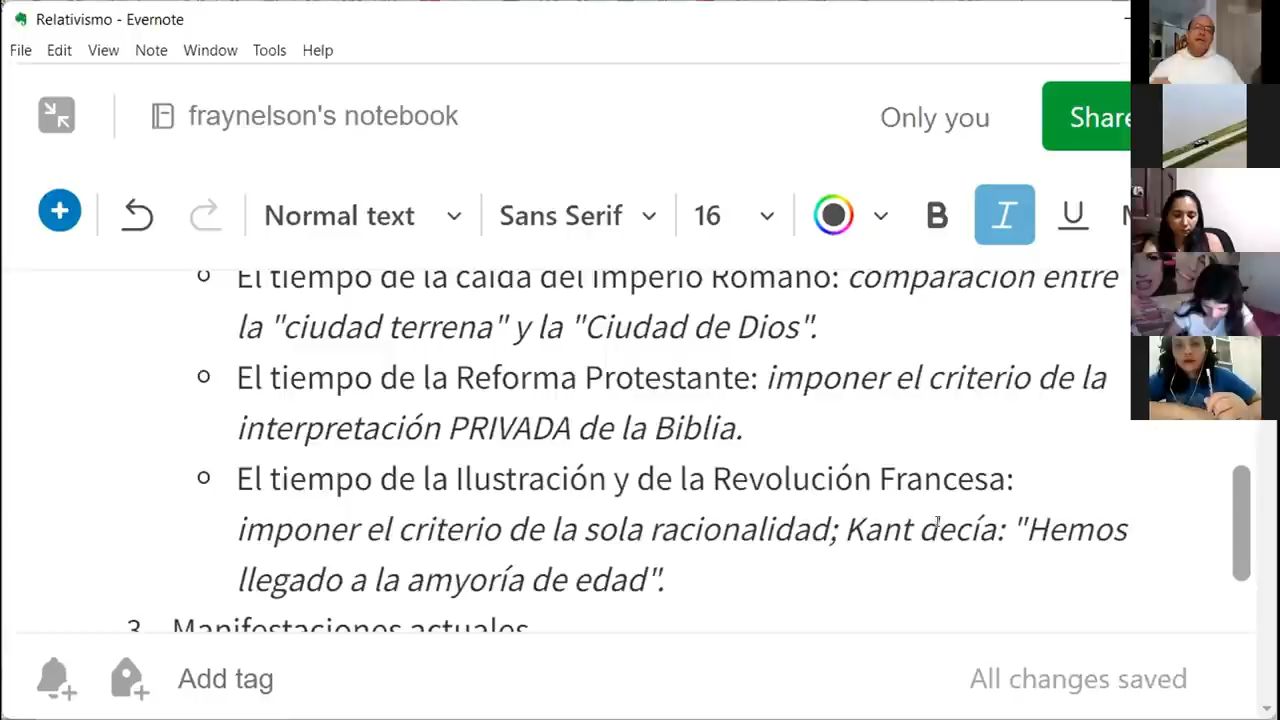 Relativismo - Evernote
File Edit View Note Window Tools Help
fraynelson's notebook
Only you
Share
Normal text
Sans Serif
16
B
I
U
El tiempo de la caída del Imperio Romano: comparación entre
la "ciudad terrena" y la "Ciudad de Dios".
El tiempo de la Reforma Protestante: imponer el criterio de la
interpretación PRIVADA de la Biblia.
El tiempo de la Ilustración y de la Revolución Francesa:
imponer el criterio de la sola racionalidad; Kant decía: "Hemos
llegado a la amyoría de edad".
3. Manifestaciones actuales
Add tag
All changes saved